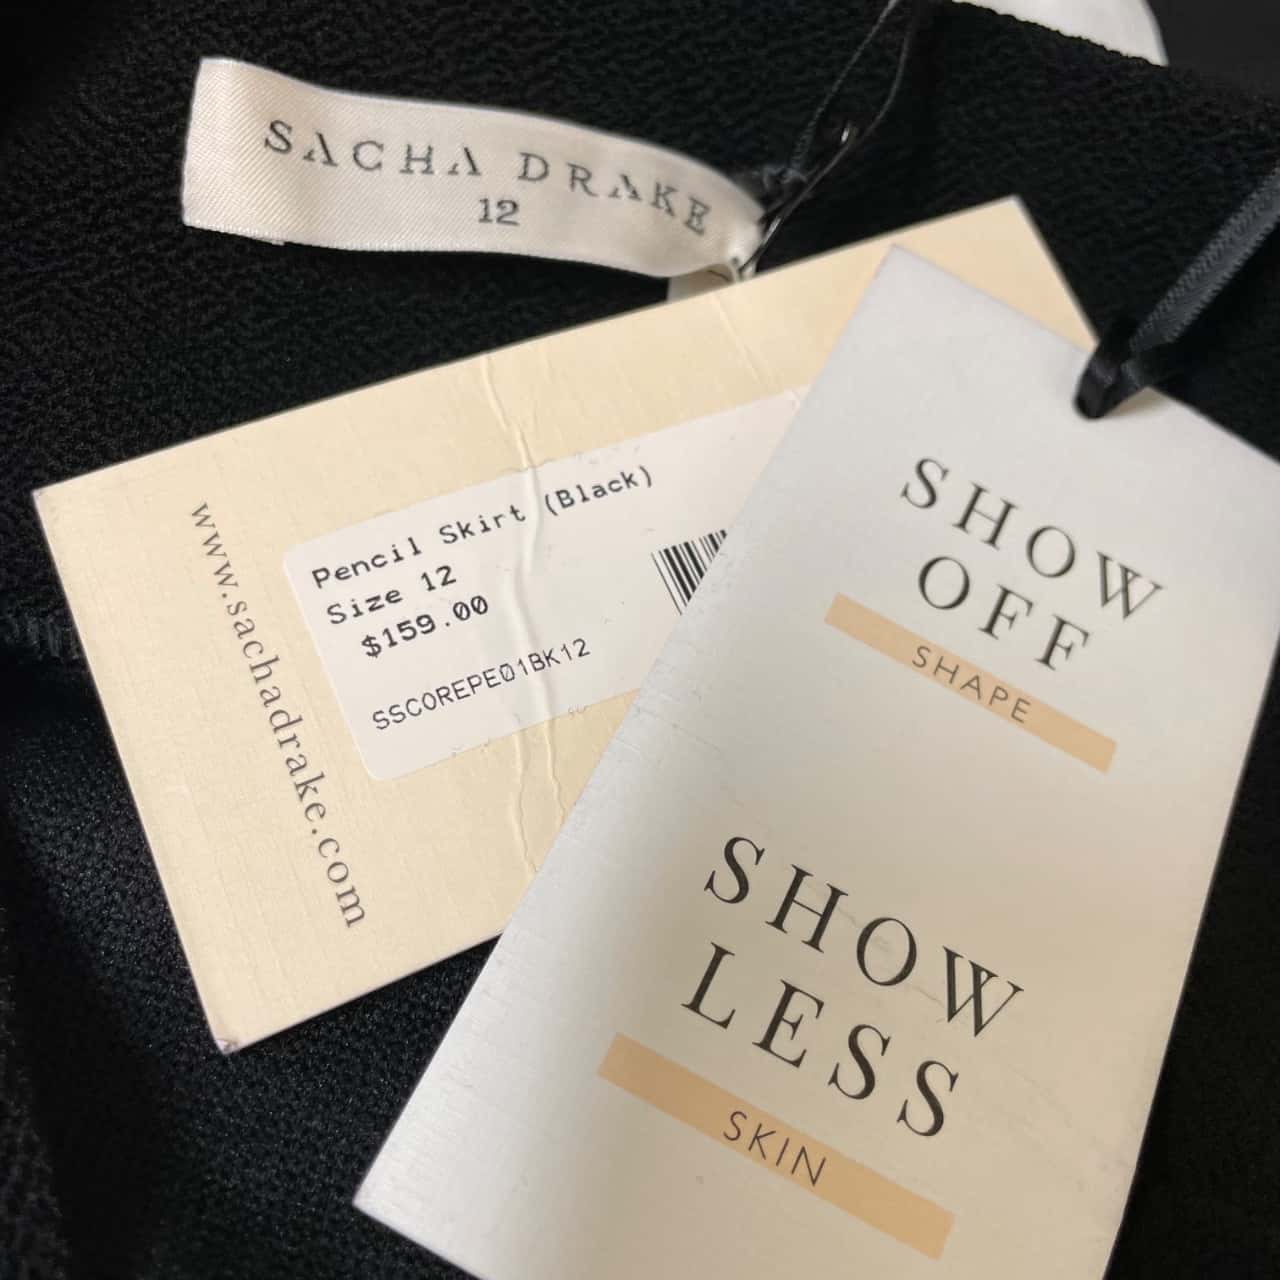 SACHA DRAKE
12
www.sachadrake.com
Pencil Skirt (Black)
Size 12
$159.00
SSCOREPE01BK12
SHOW
OFF
SHAPE
SHOW
LESS
SKIN